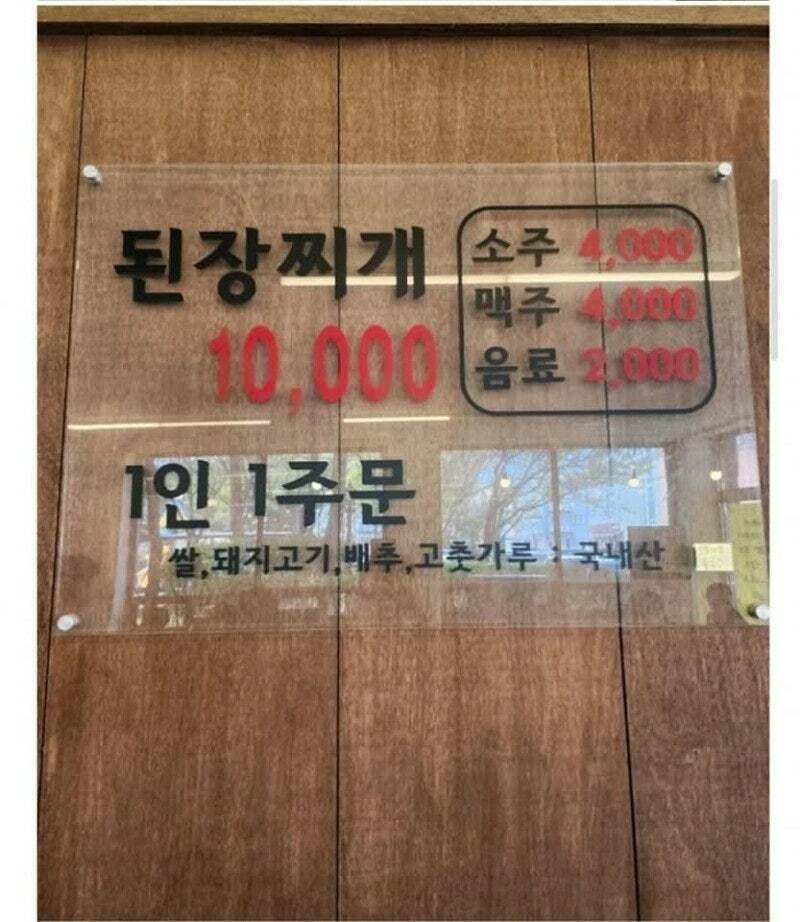 된장찌개
10,000
소주 4,000
맥주 4,000
음료 2,000
1인 1주문
쌀,돼지고기,배추,고춧가루 : 국내산